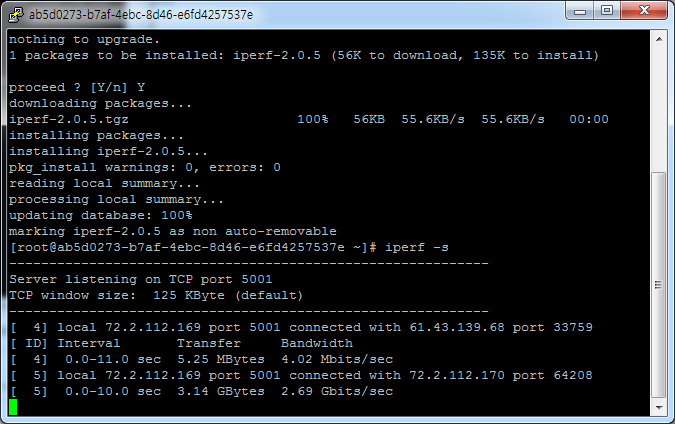 ab5d0273-b7af-4ebc-8d46-e6fd4257537e
nothing to upgrade.
1 packages to be installed: iperf-2.0.5 (56K to download, 135K to install)
proceed ? [Y/n] Y
downloading packages...
iperf-2.0.5.tgz                     100%   56KB  55.6KB/s  55.6KB/s   00:00
installing packages...
installing iperf-2.0.5...
pkg_install warnings: 0, errors: 0
reading local summary...
processing local summary...
updating database: 100%
marking iperf-2.0.5 as non auto-removable
[root@ab5d0273-b7af-4ebc-8d46-e6fd4257537e ~]# iperf -s
------------------------------------------------------------
Server listening on TCP port 5001
TCP window size:  125 KByte (default)
------------------------------------------------------------
[  4] local 72.2.112.169 port 5001 connected with 61.43.139.68 port 33759
[ ID] Interval       Transfer     Bandwidth
[  4]  0.0-11.0 sec  5.25 MBytes  4.02 Mbits/sec
[  5] local 72.2.112.169 port 5001 connected with 72.2.112.170 port 64208
[  5]  0.0-10.0 sec  3.14 GBytes  2.69 Gbits/sec